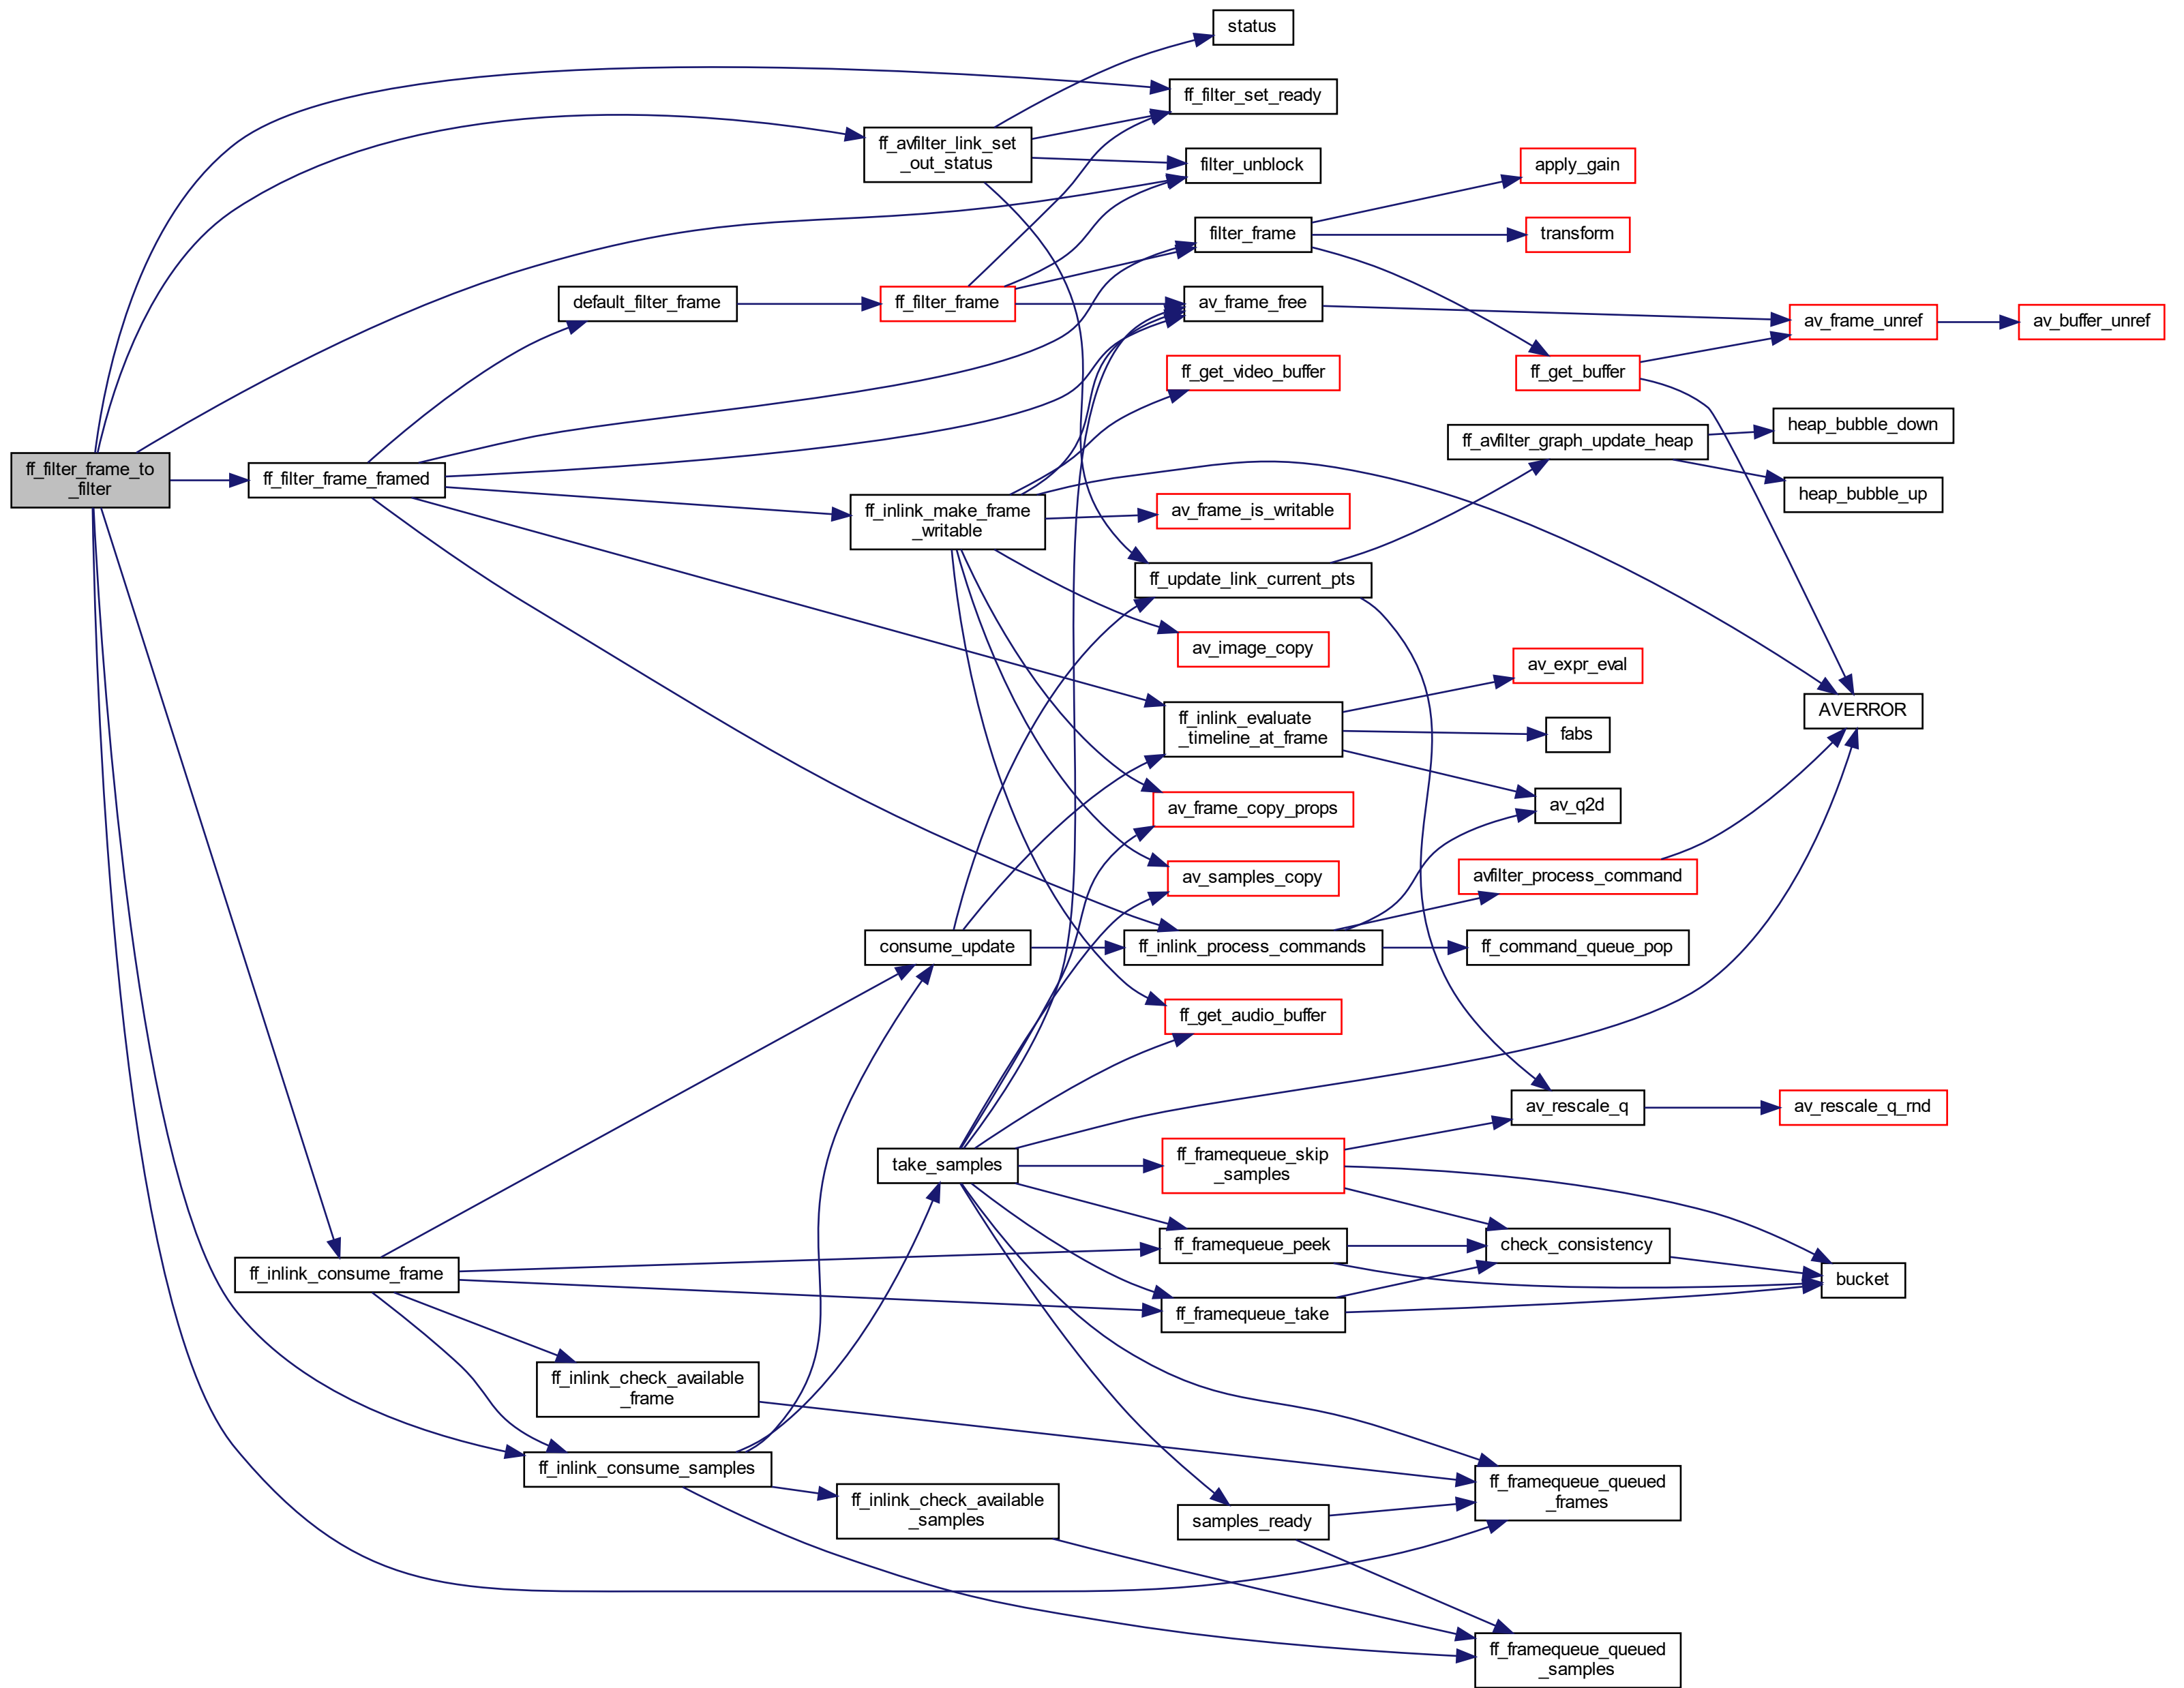 status
ff_filter_set_ready
ff_avfilter_link_set
_out_status
filter_unblock
apply_gain
filter_frame
transform
default_filter_frame
ff_filter_frame
av_frame_free
av_frame_unref
av_buffer_unref
ff_get_video_buffer
ff_get_buffer
heap_bubble_down
ff_avfilter_graph_update_heap
ff_filter_frame_to
_filter
ff_filter_frame_framed
heap_bubble_up
ff_inlink_make_frame
_writable
av_frame_is_writable
ff_update_link_current_pts
av_image_copy
av_expr_eval
AVERROR
ff_inlink_evaluate
_timeline_at_frame
fabs
av_frame_copy_props
av_q2d
av_samples_copy
avfilter_process_command
consume_update
ff_inlink_process_commands
ff_command_queue_pop
ff_get_audio_buffer
av_rescale_q
av_rescale_q_rnd
take_samples
ff_framequeue_skip
_samples
ff_framequeue_peek
check_consistency
ff_inlink_consume_frame
bucket
ff_framequeue_take
ff_inlink_check_available
_frame
ff_inlink_consume_samples
ff_framequeue_queued
_frames
ff_inlink_check_available
_samples
samples_ready
ff_framequeue_queued
_samples